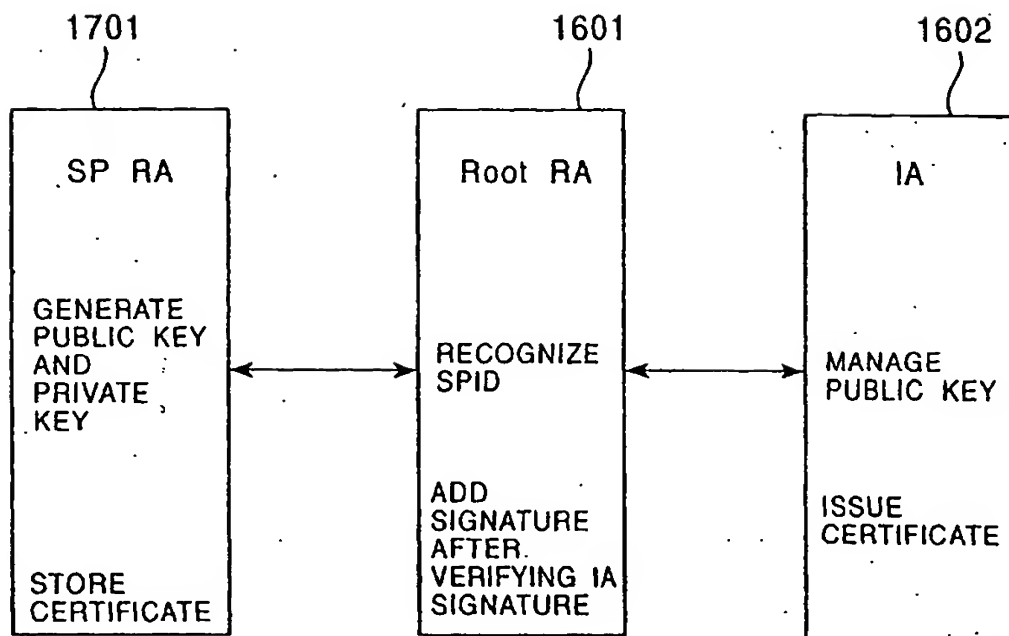 1701
1601
1602
SP RA
GENERATE
PUBLIC KEY
AND
PRIVATE
KEY
STORE
CERTIFICATE
Root RA
RECOGNIZE
SPID
ADD
SIGNATURE
AFTER
VERIFYING IA
SIGNATURE
IA
MANAGE
PUBLIC KEY
ISSUE
CERTIFICATE